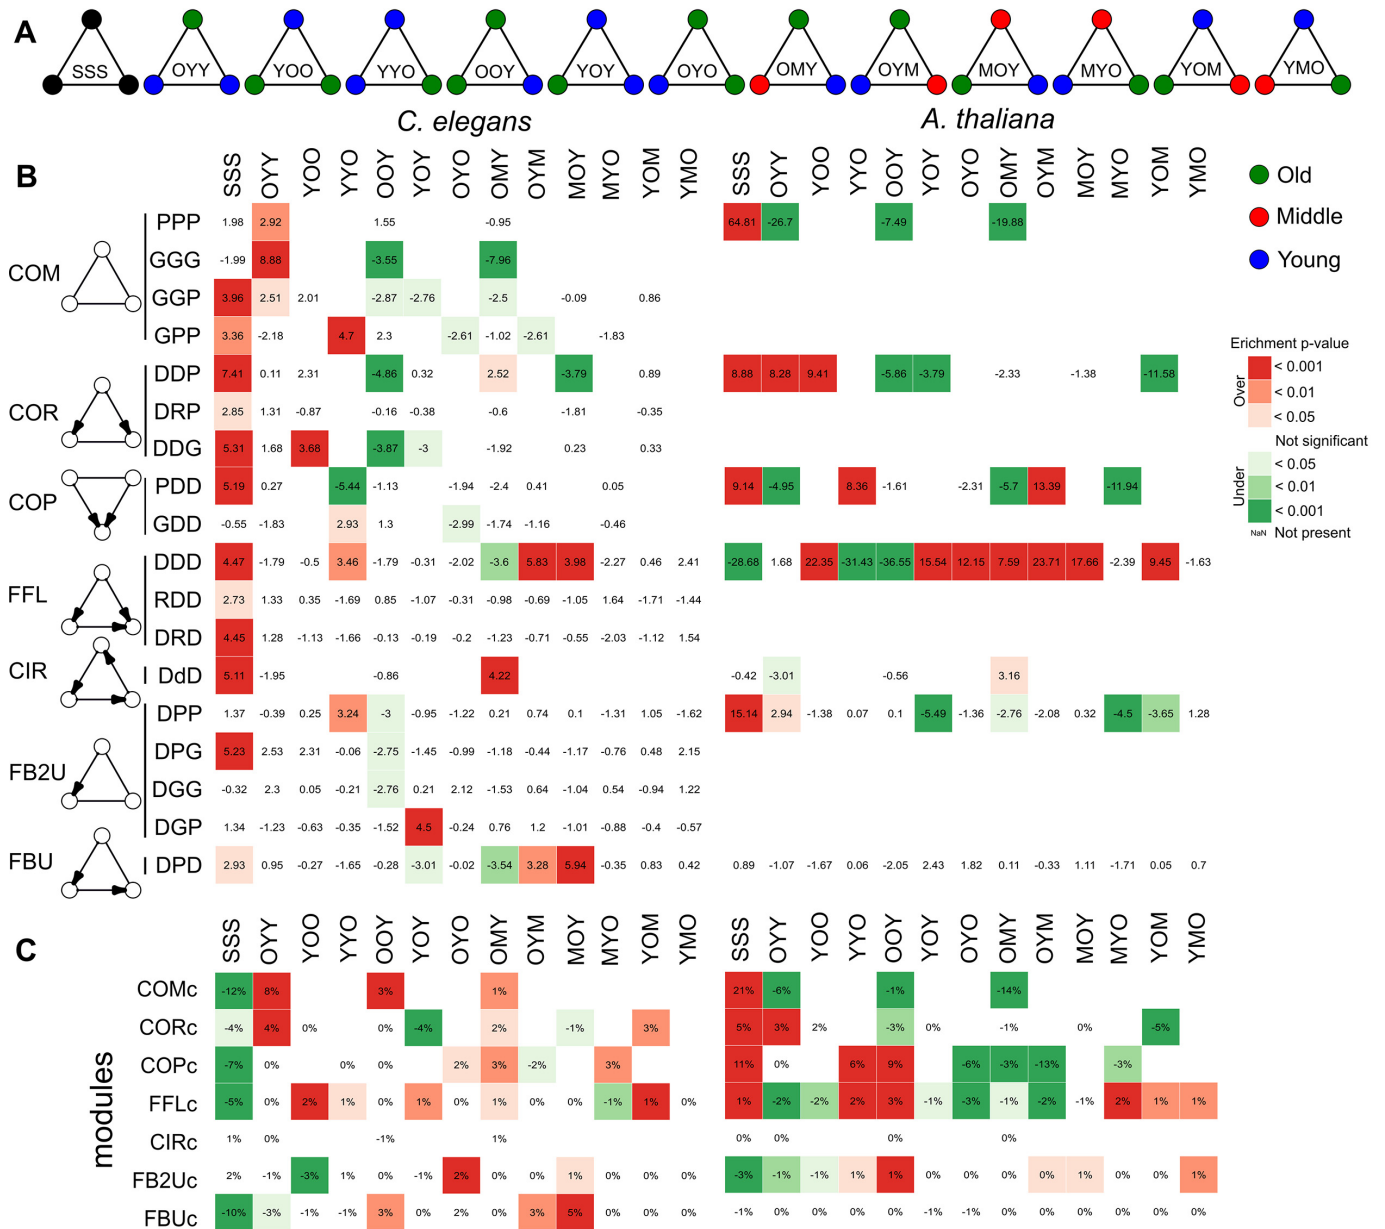 A
SSS OYY YOO YYO OOY YOY OYO OMY OYM MOY MYO YOM YMO
C. elegans A. thaliana
B
SSS OYY YOO YYO OOY YOY OYO OMY OYM MOY MYO YOM YMO SSS OYY YOO YYO OOY YOY OYO OMY OYM MOY MYO YOM YMO
Old
Middle
Young
COM
PPP 1.98 2.92 1.55 -0.95 64.81 -26.7 -7.49 -19.88
GGG -1.99 8.88 -3.55 -7.96
GGP 3.96 2.51 2.01 -2.87 -2.76 -2.5 -0.09 0.86
GPP 3.36 -2.18 4.7 2.3 -2.61 -1.02 -2.61 -1.83
COR
DDP 7.41 0.11 2.31 -4.86 0.32 2.52 -3.79 0.89 8.88 8.28 9.41 -5.86 -3.79 -2.33 -1.38 -11.58
DRP 2.85 1.31 -0.87 -0.16 -0.38 -0.6 -1.81 -0.35
DDG 5.31 1.68 3.68 -3.87 -3 -1.92 0.23 0.33
COP
PDD 5.19 0.27 -5.44 -1.13 -1.94 -2.4 0.41 0.05 9.14 -4.95 8.36 -1.61 -2.31 -5.7 13.39 -11.94
GDD -0.55 -1.83 2.93 1.3 -2.99 -1.74 -1.16 -0.46
FFL
DDD 4.47 -1.79 -0.5 3.46 -1.79 -0.31 -2.02 -3.6 5.83 3.98 -2.27 0.46 2.41 -28.68 1.68 22.35 -31.43 -36.55 15.54 12.15 7.59 23.71 17.66 -2.39 9.45 -1.63
RDD 2.73 1.33 0.35 -1.69 0.85 -1.07 -0.31 -0.98 -0.69 -1.05 1.64 -1.71 -1.44
DRD 4.45 1.28 -1.13 -1.66 -0.13 -0.19 -0.2 -1.23 -0.71 -0.55 -2.03 -1.12 1.54
CIR
DdD 5.11 -1.95 -0.86 4.22 -0.42 -3.01 -0.56 3.16
FB2U
DPP 1.37 -0.39 0.25 3.24 -3 -0.95 -1.22 0.21 0.74 0.1 -1.31 1.05 -1.62 15.14 2.94 -1.38 0.07 0.1 -5.49 -1.36 -2.76 -2.08 0.32 -4.5 -3.65 1.28
DPG 5.23 2.53 2.31 -0.06 -2.75 -1.45 -0.99 -1.18 -0.44 -1.17 -0.76 0.48 2.15
DGG -0.32 2.3 0.05 -0.21 -2.76 0.21 2.12 -1.53 0.64 -1.04 0.54 -0.94 1.22
DGP 1.34 -1.23 -0.63 -0.35 -1.52 4.5 -0.24 0.76 1.2 -1.01 -0.88 -0.4 -0.57
FBU
DPD 2.93 0.95 -0.27 -1.65 -0.28 -3.01 -0.02 -3.54 3.28 5.94 -0.35 0.83 0.42 0.89 -1.07 -1.67 0.06 -2.05 2.43 1.82 0.11 -0.33 1.11 -1.71 0.05 0.7
Enrichment p-value
Over
< 0.001
< 0.01
< 0.05
Not significant
Under
< 0.05
< 0.01
< 0.001
NaN Not present
C
SSS OYY YOO YYO OOY YOY OYO OMY OYM MOY MYO YOM YMO SSS OYY YOO YYO OOY YOY OYO OMY OYM MOY MYO YOM YMO
modules
COMc -12% 8% 3% 1% 21% -6% -1% -14%
CORc -4% 4% 0% 0% -4% 2% -1% 3% 5% 3% 2% -3% 0% -1% 0% -5%
COPc -7% 0% 0% 0% 2% 3% -2% 3% 11% 0% 6% 9% -6% -3% -13% -3%
FFLc -5% 0% 2% 1% 0% 1% 0% 1% 0% 0% -1% 1% 0% 1% -2% -2% 2% 3% -1% -3% -1% -2% -1% 2% 1% 1%
CIRc 1% 0% -1% 1% 0% 0% 0% 0%
FB2Uc 2% -1% -3% 1% 0% -1% 2% 0% 0% 1% 0% 0% 0% -3% -1% -1% 1% 1% 0% 0% 0% 0% 1% 0% 0% 1%
FBUc -10% -3% -1% -1% 3% 0% 2% 0% 3% 5% 0% 0% 0% -1% 0% 0% 0% 0% -1% -1% 0% 0% 0% 0% 0% 0%